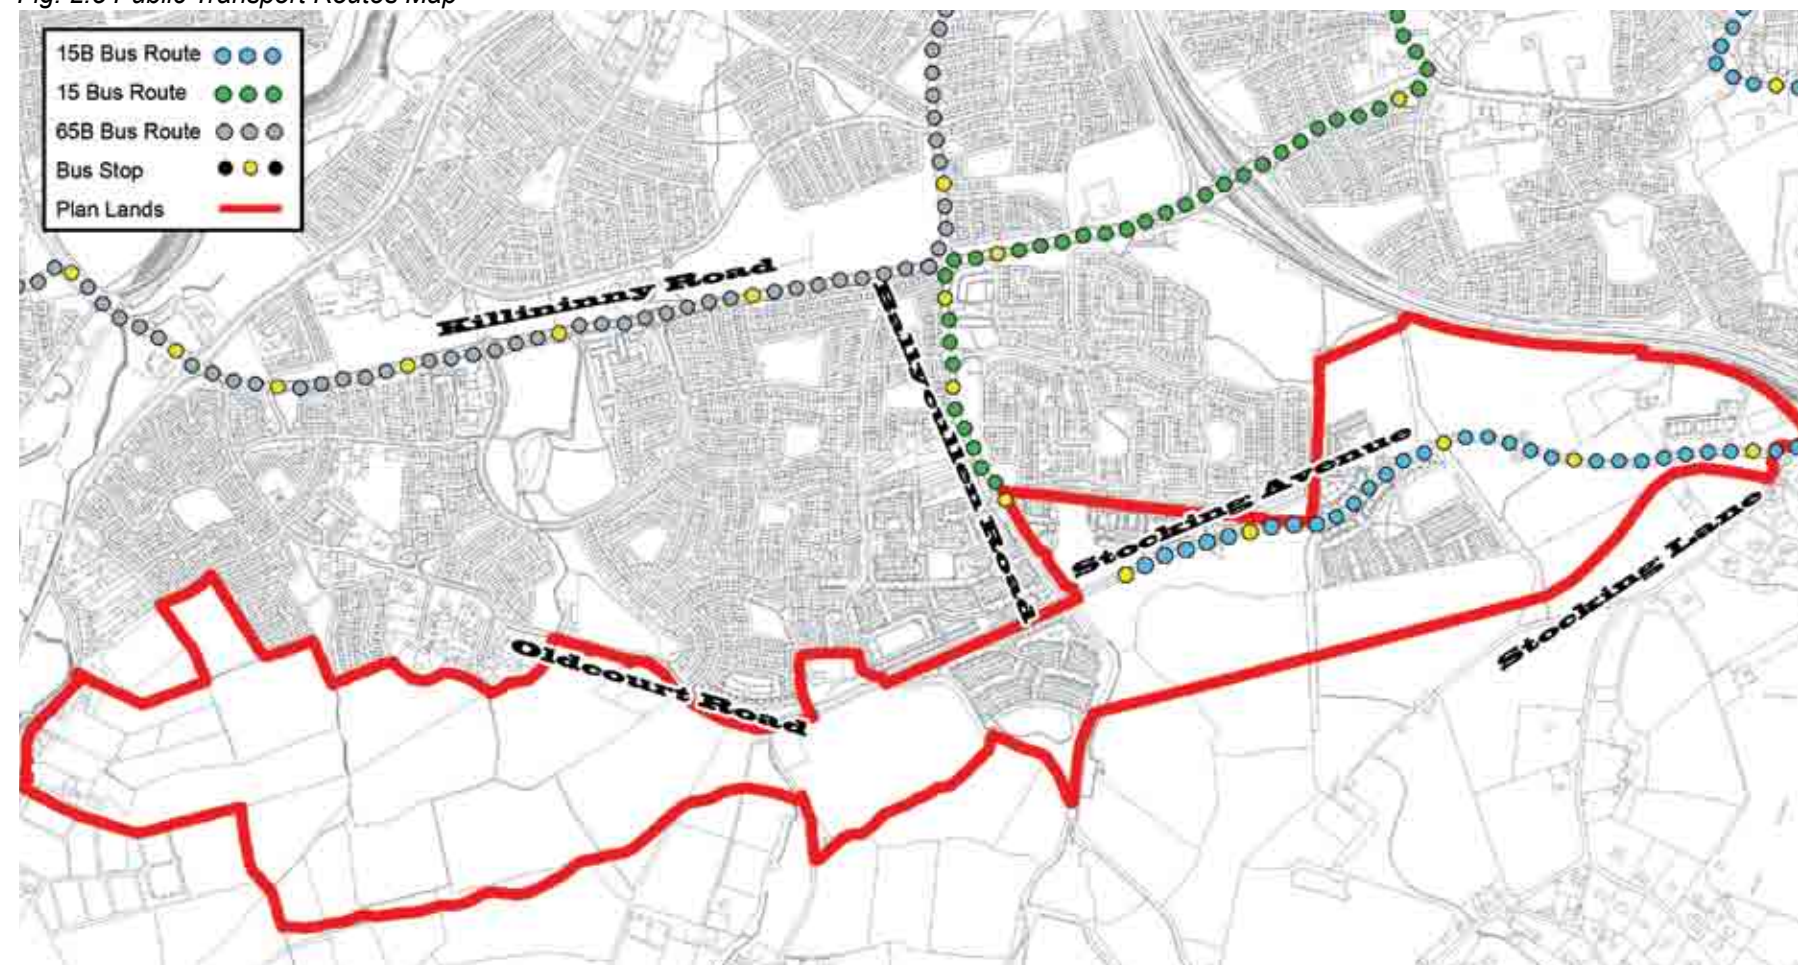 Fig. 2.3 Public Transport Routes Map
15B Bus Route
15 Bus Route
65B Bus Route
Bus Stop
Plan Lands
Killininny Road
Ballycullen Road
Stocking Avenue
Stocking Lane
Oldcourt Road